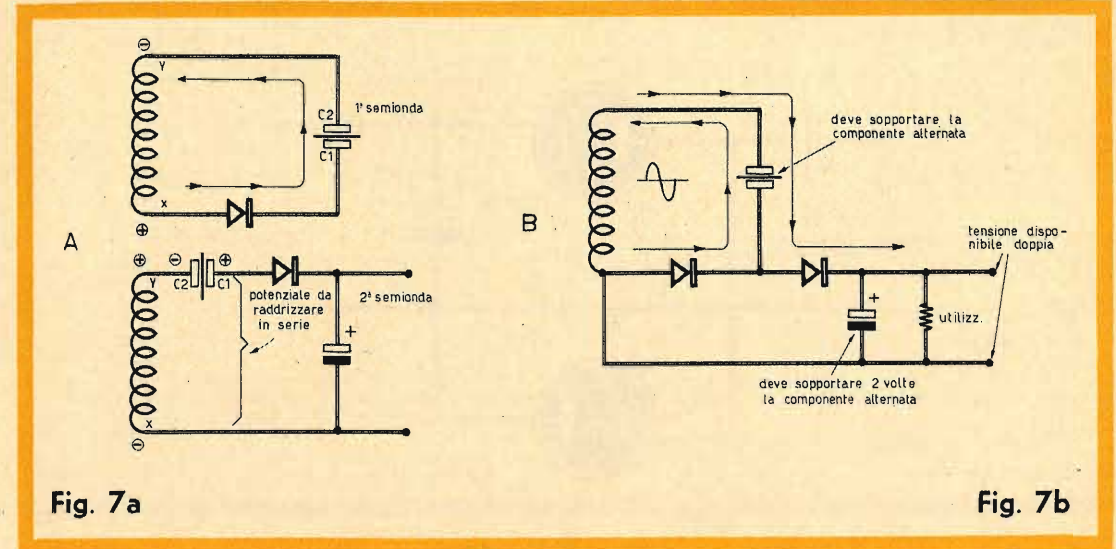 ⊖
Y
C2
1ª semionda
C1
X
⊕
A
⊕
⊖
⊕
Y
C2
C1
potenziale da
raddrizzare
in serie
2ª semionda
+
X
⊖
Fig. 7a
B
deve sopportare la
componente alternata
tensione dispo-
nibile doppia
+
utilizz.
deve sopportare 2 volte
la componente alternata
Fig. 7b